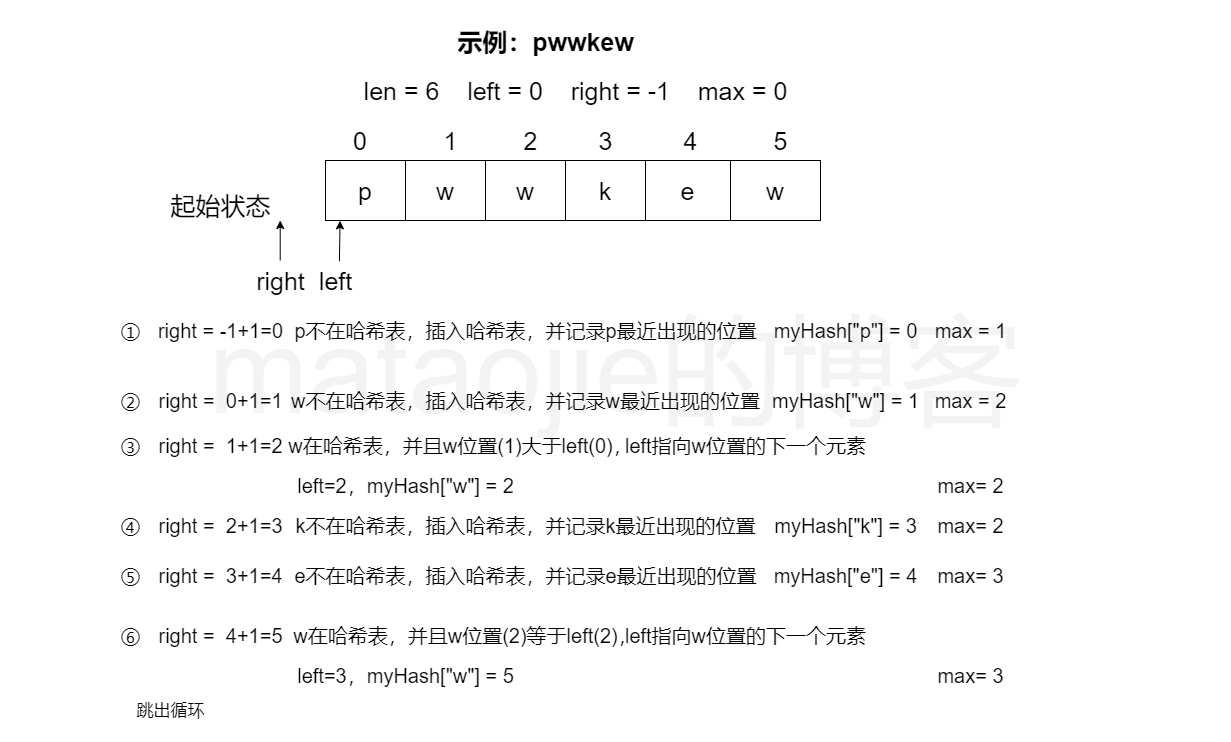 示例：pwwkew
len = 6 left = 0 right = -1 max = 0
0 1 2 3 4 5
p w w k e w
起始状态
right left
① right = -1+1=0 p不在哈希表，插入哈希表，并记录p最近出现的位置 myHash["p"] = 0 max = 1
mataojie的博客
② right = 0+1=1 w不在哈希表，插入哈希表，并记录w最近出现的位置 myHash["w"] = 1 max = 2
③ right = 1+1=2 w在哈希表，并且w位置(1)大于left(0), left指向w位置的下一个元素
left=2，myHash["w"] = 2 max= 2
④ right = 2+1=3 k不在哈希表，插入哈希表，并记录k最近出现的位置 myHash["k"] = 3 max= 2
⑤ right = 3+1=4 e不在哈希表，插入哈希表，并记录e最近出现的位置 myHash["e"] = 4 max= 3
⑥ right = 4+1=5 w在哈希表，并且w位置(2)等于left(2),left指向w位置的下一个元素
left=3，myHash["w"] = 5 max= 3
跳出循环